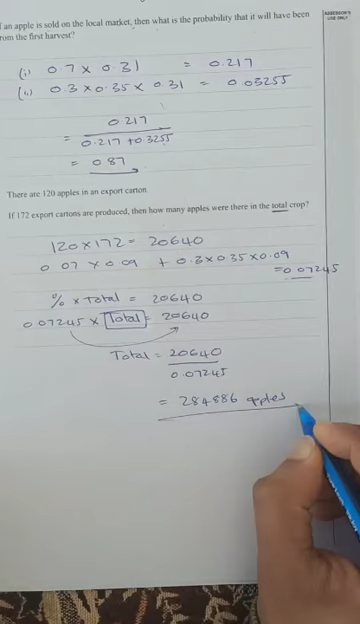 f an apple is sold on the local market, then what is the probability that it will have been
rom the first harvest?
ASSESSOR'S
USE ONLY
(i) 0.7 x 0.31 = 0.217
(ii) 0.3 x 0.35 x 0.31 = 0.03255
= 0.217
0.217 + 0.3255
= 0.87
There are 120 apples in an export carton.
If 172 export cartons are produced, then how many apples were there in the total crop?
120 x 172 = 20640
0.07 x 0.09 + 0.3 x 0.35 x 0.09
= 0.07245
% x Total = 20640
0.07245 x Total = 20640
Total = 20640
0.07245
= 284886 apples